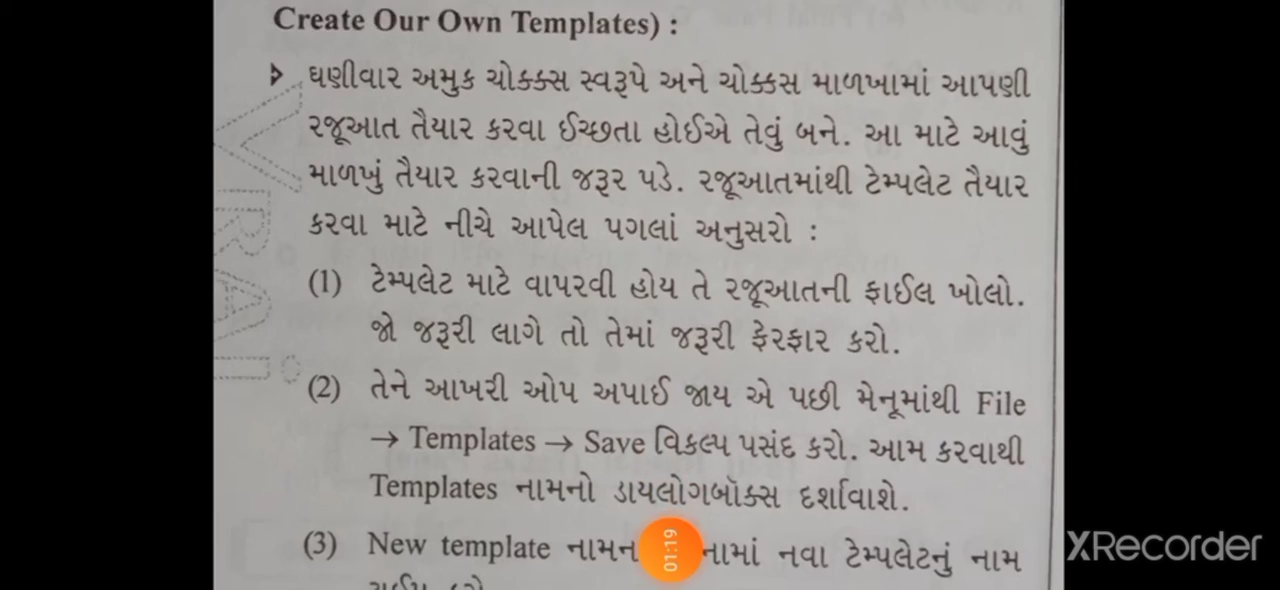 Create Our Own Templates) :
ઘણીવાર અમુક ચોક્કસ સ્વરૂપે અને ચોક્કસ માળખામાં આપણી
રજૂઆત તૈયાર કરવા ઈચ્છતા હોઈએ તેવું બને. આ માટે આવું
માળખું તૈયાર કરવાની જરૂર પડે. રજૂઆતમાંથી ટેમ્પલેટ તૈયાર
કરવા માટે નીચે આપેલ પગલાં અનુસરો :
(1) ટેમ્પલેટ માટે વાપરવી હોય તે રજૂઆતની ફાઈલ ખોલો.
જો જરૂરી લાગે તો તેમાં જરૂરી ફેરફાર કરો.
(2) તેને આખરી ઓપ અપાઈ જાય એ પછી મેનૂમાંથી File
→ Templates → Save વિકલ્પ પસંદ કરો. આમ કરવાથી
Templates નામનો ડાયલોગબૉક્સ દર્શાવાશે.
(3) New template નવા ટેમ્પલેટનું નામ
01:19
XRecorder